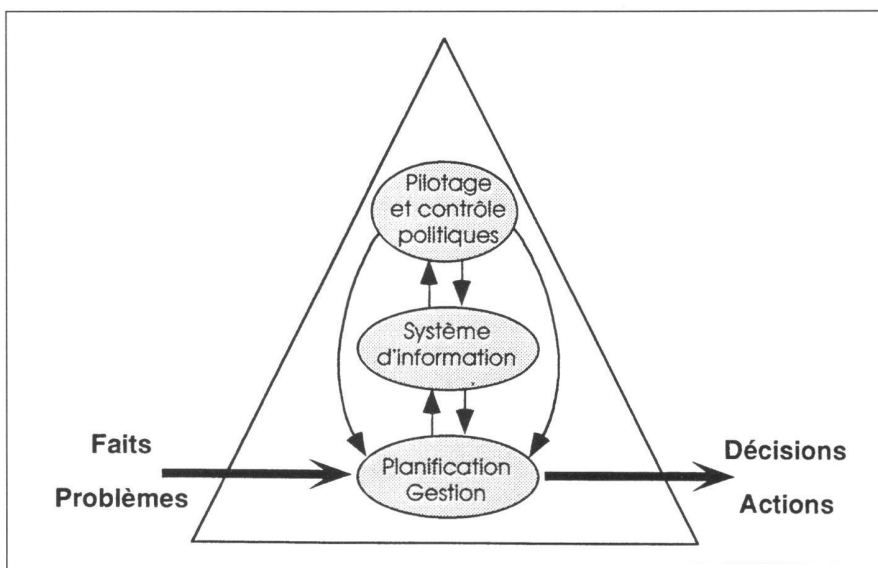 Pilotage
et contrôle
politiques
Système
d'information
Faits
Problèmes
Planification
Gestion
Décisions
Actions